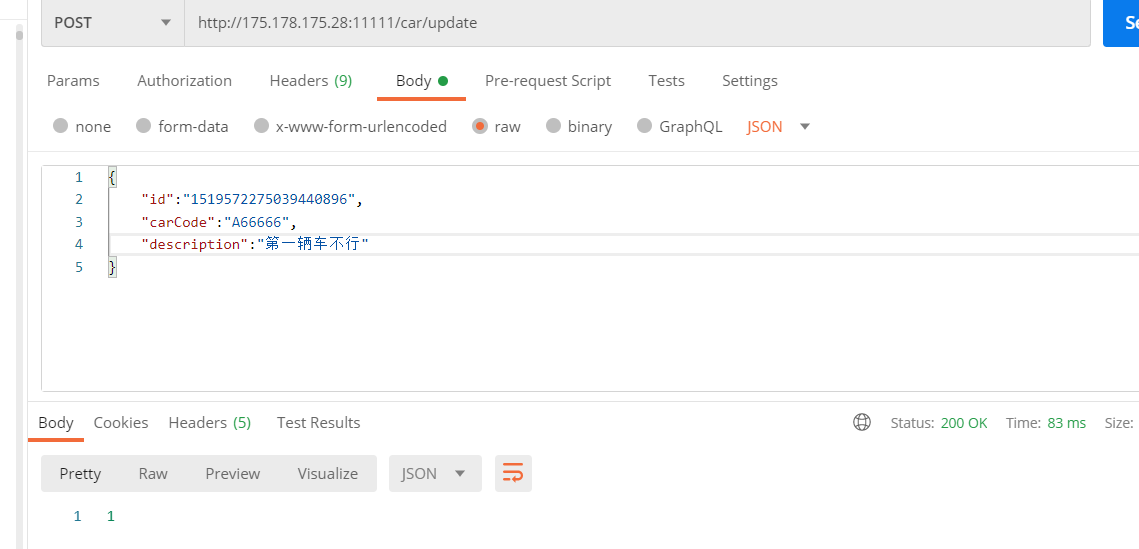 POST http://175.178.175.28:11111/car/update Se
Params Authorization Headers (9) Body Pre-request Script Tests Settings
none form-data x-www-form-urlencoded raw binary GraphQL JSON
1 {
2 "id":"1519572275039440896",
3 "carCode":"A66666",
4 "description":"第一辆车不行"
5 }
Body Cookies Headers (5) Test Results Status: 200 OK Time: 83 ms Size:
Pretty Raw Preview Visualize JSON
1 1